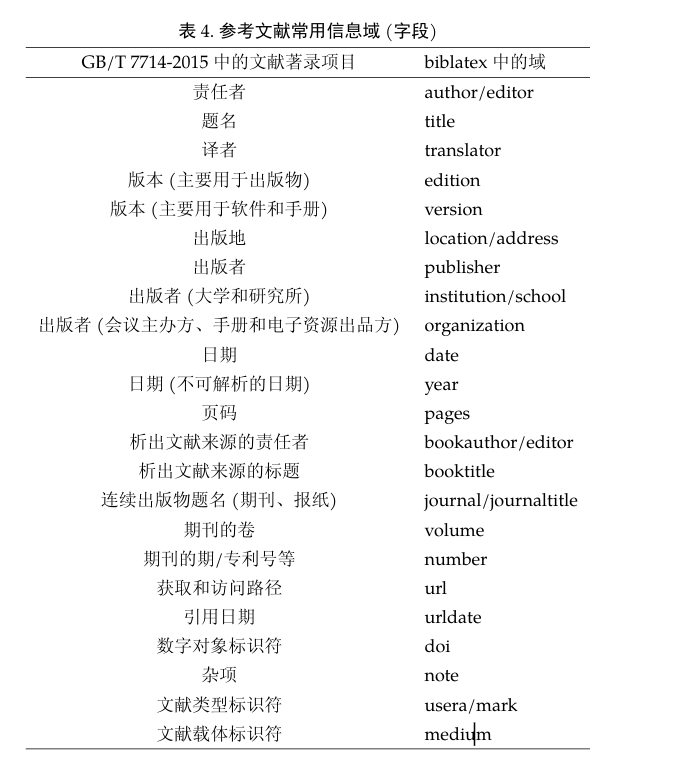 表 4. 参考文献常用信息域 (字段)
GB/T 7714-2015 中的文献著录项目 biblatex 中的域
责任者 author/editor
题名 title
译者 translator
版本 (主要用于出版物) edition
版本 (主要用于软件和手册) version
出版地 location/address
出版者 publisher
出版者 (大学和研究所) institution/school
出版者 (会议主办方、手册和电子资源出品方) organization
日期 date
日期 (不可解析的日期) year
页码 pages
析出文献来源的责任者 bookauthor/editor
析出文献来源的标题 booktitle
连续出版物题名 (期刊、报纸) journal/journaltitle
期刊的卷 volume
期刊的期/专利号等 number
获取和访问路径 url
引用日期 urldate
数字对象标识符 doi
杂项 note
文献类型标识符 usera/mark
文献载体标识符 medium